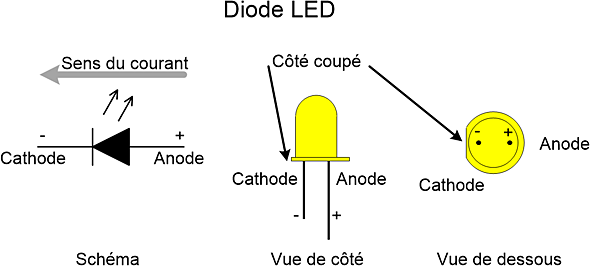 Diode LED
Sens du courant
Côté coupé
- +
Cathode Anode
Cathode Anode
- +
- +
Anode
Cathode
Schéma
Vue de côté
Vue de dessous